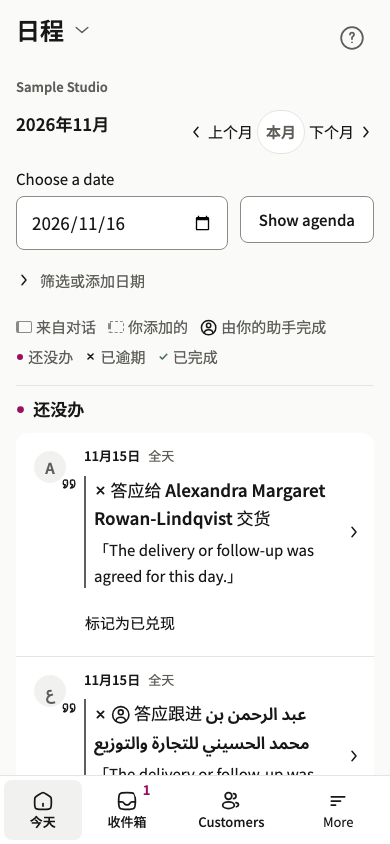 日程
Sample Studio
2026年11月
上个月 本月 下个月
Choose a date
2026/11/16
Show agenda
筛选或添加日期
来自对话 你添加的 由你的助手完成
还没办 已逾期 已完成
还没办
A
11月15日 全天
答应给 Alexandra Margaret
Rowan-Lindqvist 交货
「The delivery or follow-up was
agreed for this day.」
标记为已兑现
ع
11月15日 全天
答应跟进 عبد الرحمن بن
محمد الحسيني للتجارة والتوزيع
「The delivery or follow-up was
今天
收件箱
1
Customers
More